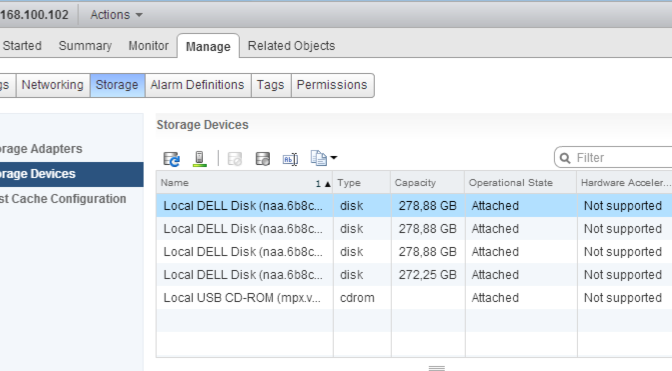 168.100.102 Actions
Started Summary Monitor Manage Related Objects
gs Networking Storage Alarm Definitions Tags Permissions
Storage Devices
orage Adapters
orage Devices
st Cache Configuration
Filter
Name 1 Type Capacity Operational State Hardware Acceler...
Local DELL Disk (naa.6b8c... disk 278,88 GB Attached Not supported
Local DELL Disk (naa.6b8c... disk 278,88 GB Attached Not supported
Local DELL Disk (naa.6b8c... disk 278,88 GB Attached Not supported
Local DELL Disk (naa.6b8c... disk 272,25 GB Attached Not supported
Local USB CD-ROM (mpx.v... cdrom Attached Not supported